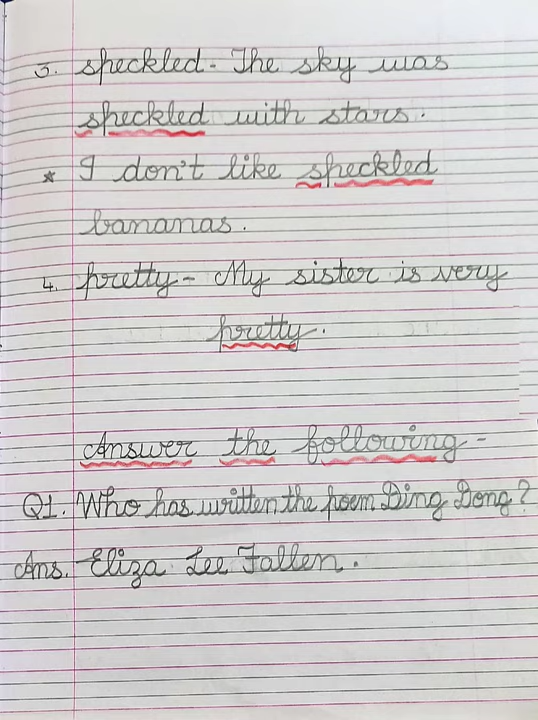 3. speckled - The sky was
speckled with stars.
* I don't like speckled
bananas.
4. pretty - My sister is very
pretty.
Answer the following -
Q1. Who has written the poem Ding Dong?
Ans. Eliza Lee Fallen.